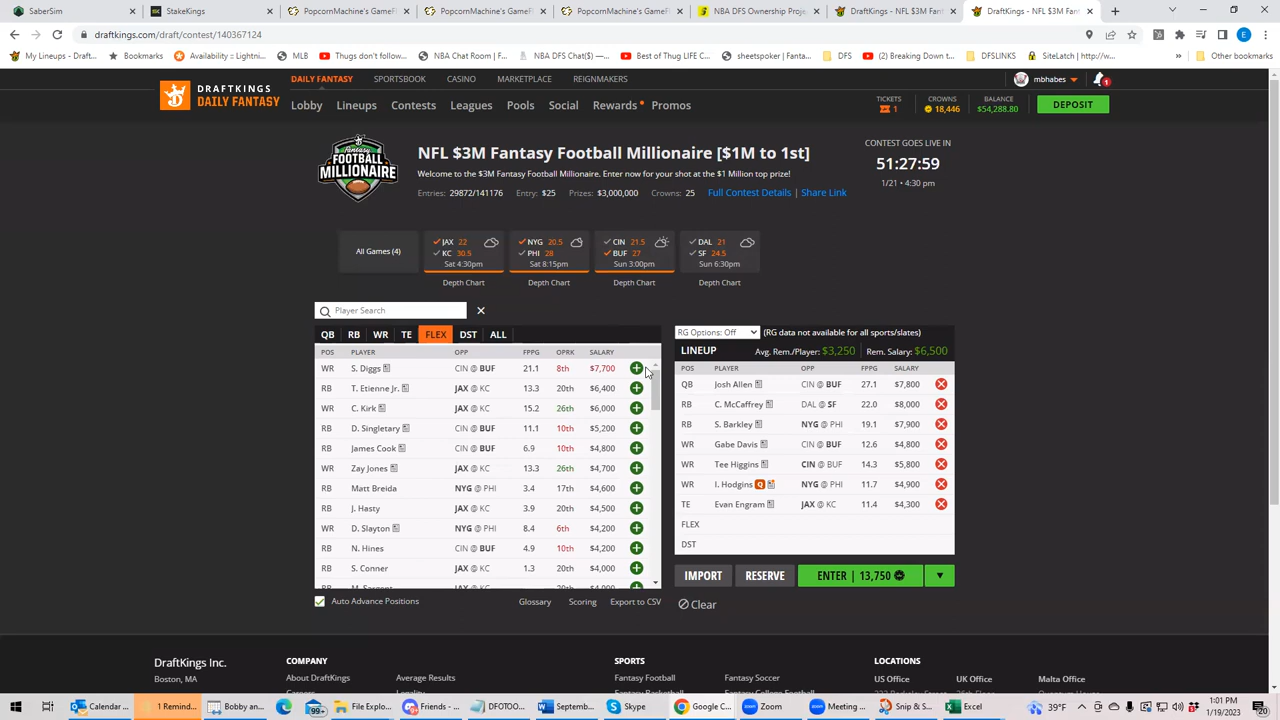 SaberSim
StakeKings
PopcornMachine's GameFl
PopcornMachine's GameFl
PopcornMachine's GameFl
NBA DFS Ownership Proje
DraftKings - NFL $3M Fant
DraftKings - NFL $3M Fant
draftkings.com/draft/contest/140367124
My Lineups - Draft...
Bookmarks
Availability :: Lightni...
MLB
Thugs don't follow...
NBA Chat Room
NBA DFS Chat($) -...
Best of Thug LIFE C...
sheetspoker | Fanta...
DFS
(2) Breaking Down t...
DFSLINKS
SiteLatch | http://w...
Other bookmarks
DAILY FANTASY
SPORTSBOOK
CASINO
MARKETPLACE
REIGNMAKERS
mbhabes
1
DRAFTKINGS
DAILY FANTASY
Lobby
Lineups
Contests
Leagues
Pools
Social
Rewards
Promos
TICKETS
1
CROWNS
18,446
BALANCE
$54,288.80
DEPOSIT
Fantasy
FOOTBALL
MILLIONAIRE
NFL $3M Fantasy Football Millionaire [$1M to 1st]
Welcome to the $3M Fantasy Football Millionaire. Enter now for your shot at the $1 Million top prize!
Entries: 29872/141176 Entry: $25 Prizes: $3,000,000 Crowns: 25 Full Contest Details | Share Link
CONTEST GOES LIVE IN
51:27:59
1/21 • 4:30 pm
All Games (4)
JAX 22
KC 30.5
Sat 4:30pm
Depth Chart
NYG 20.5
PHI 28
Sat 8:15pm
Depth Chart
CIN 21.5
BUF 27
Sun 3:00pm
Depth Chart
DAL 21
SF 24.5
Sun 6:30pm
Depth Chart
Player Search
QB RB WR TE FLEX DST ALL
POS PLAYER OPP FPPG OPRK SALARY
WR S. Diggs CIN @ BUF 21.1 8th $7,700
RB T. Etienne Jr. JAX @ KC 13.3 20th $6,400
WR C. Kirk JAX @ KC 15.2 26th $6,000
RB D. Singletary CIN @ BUF 11.1 10th $5,200
RB James Cook CIN @ BUF 6.9 10th $4,800
WR Zay Jones JAX @ KC 13.3 26th $4,700
RB Matt Breida NYG @ PHI 3.4 17th $4,600
RB J. Hasty JAX @ KC 3.9 20th $4,500
WR D. Slayton NYG @ PHI 8.4 6th $4,200
RB N. Hines CIN @ BUF 4.9 10th $4,200
RB S. Conner JAX @ KC 1.3 20th $4,000
Auto Advance Positions
Glossary
Scoring
Export to CSV
RG Options: Off
(RG data not available for all sports/slates)
LINEUP Avg. Rem./Player: $3,250 Rem. Salary: $6,500
POS PLAYER OPP FPPG SALARY
QB Josh Allen CIN @ BUF 27.1 $7,800
RB C. McCaffrey DAL @ SF 22.0 $8,000
RB S. Barkley NYG @ PHI 19.1 $7,900
WR Gabe Davis CIN @ BUF 12.6 $4,800
WR Tee Higgins CIN @ BUF 14.3 $5,800
WR I. Hodgins Q NYG @ PHI 11.7 $4,900
TE Evan Engram JAX @ KC 11.4 $4,300
FLEX
DST
IMPORT
RESERVE
ENTER | 13,750
Clear
DraftKings Inc.
Boston, MA
COMPANY
About DraftKings
Careers
Average Results
Legality
SPORTS
Fantasy Football
Fantasy Basketball
Fantasy Soccer
LOCATIONS
US Office
UK Office
Malta Office
Calendar ...
1 Remind...
Bobby an...
99+
File Explo...
Friends - ...
DFOTOO...
Septemb...
Skype
Google C...
Zoom
Meeting ...
Snip & S...
Excel
39°F
1:01 PM
1/19/2023
20